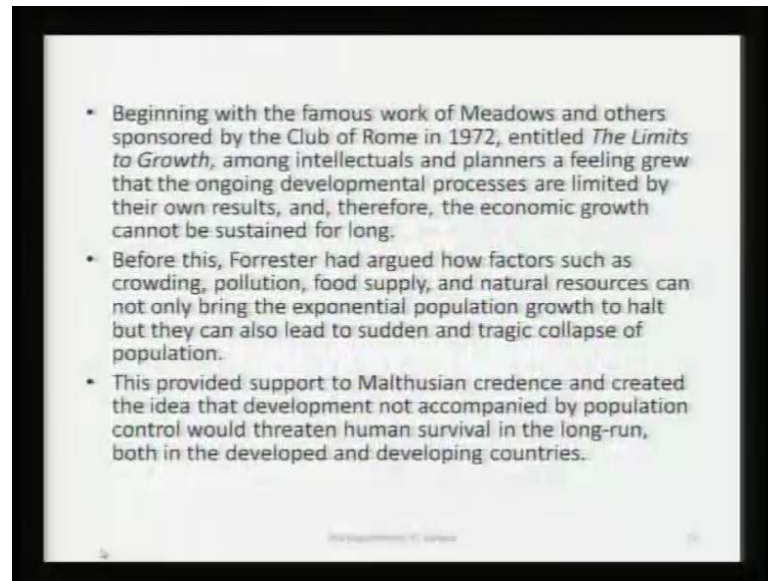 • Beginning with the famous work of Meadows and others
sponsored by the Club of Rome in 1972, entitled The Limits
to Growth, among intellectuals and planners a feeling grew
that the ongoing developmental processes are limited by
their own results, and, therefore, the economic growth
cannot be sustained for long.
• Before this, Forrester had argued how factors such as
crowding, pollution, food supply, and natural resources can
not only bring the exponential population growth to halt
but they can also lead to sudden and tragic collapse of
population.
• This provided support to Malthusian credence and created
the idea that development not accompanied by population
control would threaten human survival in the long-run,
both in the developed and developing countries.